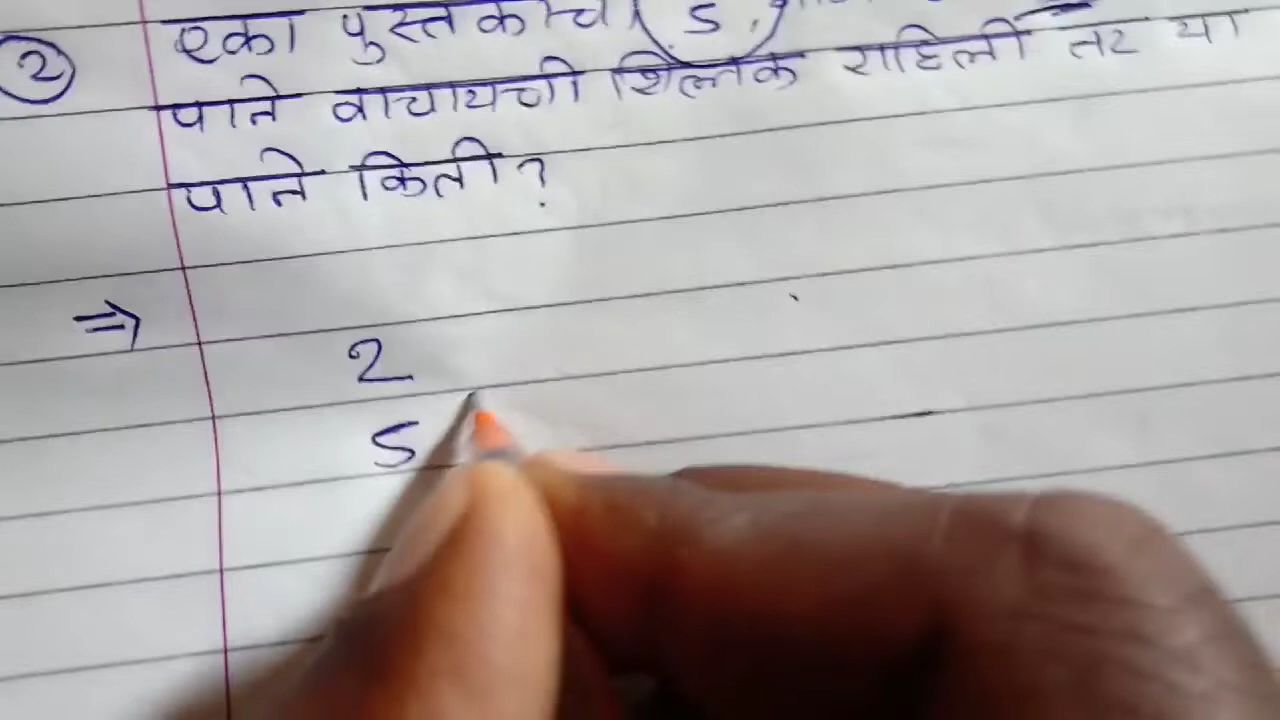 ② एका पुस्तकाचा 5
पाने वाचायची शिल्लक राहिली तर या
पाने किती?
⇒
2
5